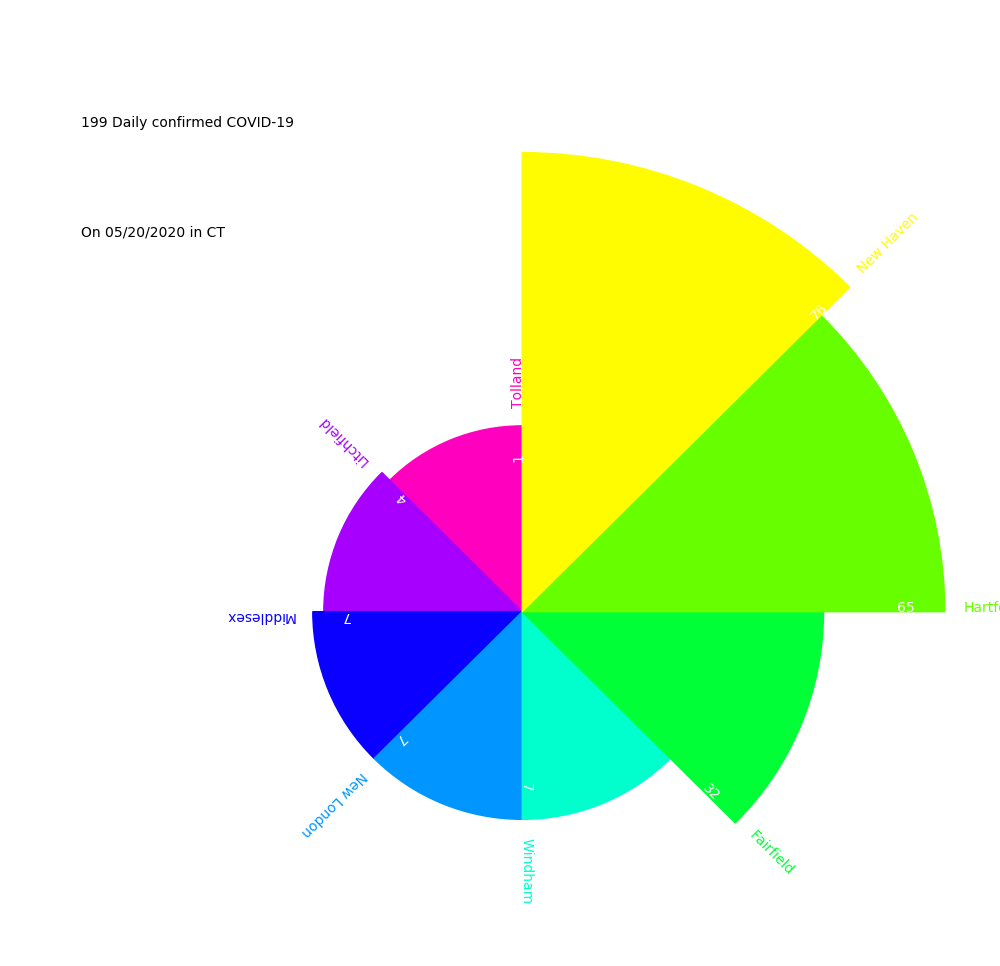 199 Daily confirmed COVID-19
On 05/20/2020 in CT
New Haven
76
Hartfo
65
Fairfield
32
Windham
7
New London
7
Middlesex
7
Litchfield
4
Tolland
1